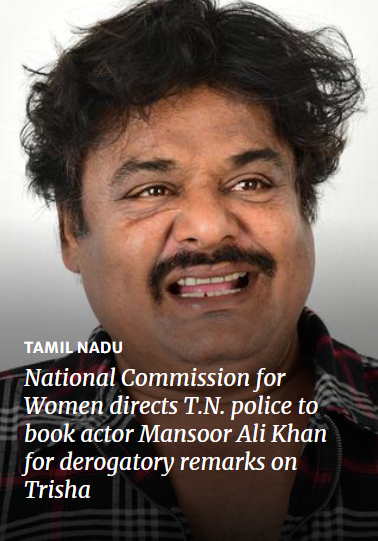 TAMIL NADU
National Commission for
Women directs T.N. police to
book actor Mansoor Ali Khan
for derogatory remarks on
Trisha